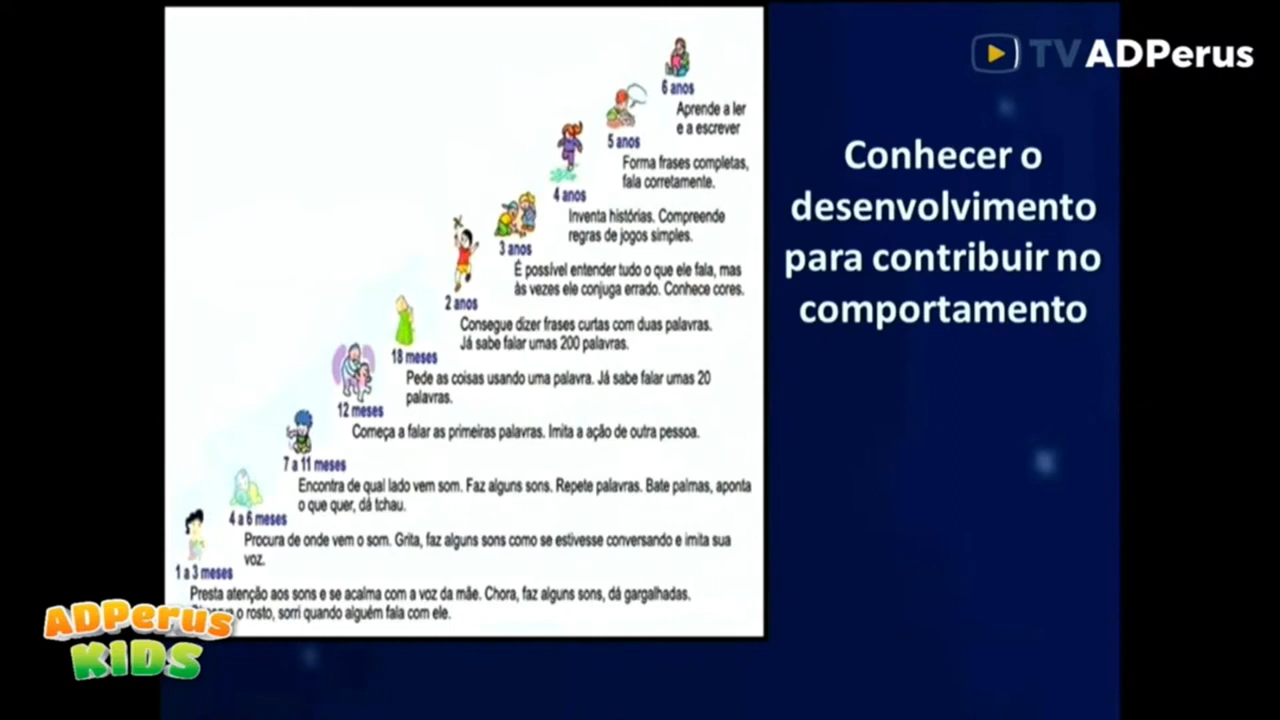 TV ADPerus
Conhecer o
desenvolvimento
para contribuir no
comportamento
6 anos
Aprende a ler
e a escrever
5 anos
Forma frases completas,
fala corretamente.
4 anos
Inventa histórias. Compreende
regras de jogos simples.
3 anos
É possível entender tudo o que ele fala, mas
às vezes ele conjuga errado. Conhece cores.
2 anos
Consegue dizer frases curtas com duas palavras.
Já sabe falar umas 200 palavras.
18 meses
Pede as coisas usando uma palavra. Já sabe falar umas 20
palavras.
12 meses
Começa a falar as primeiras palavras. Imita a ação de outra pessoa.
7 a 11 meses
Encontra de qual lado vem som. Faz alguns sons. Repete palavras. Bate palmas, aponta
o que quer, dá tchau.
4 a 6 meses
Procura de onde vem o som. Grita, faz alguns sons como se estivesse conversando e imita sua
voz.
1 a 3 meses
Presta atenção aos sons e se acalma com a voz da mãe. Chora, faz alguns sons, dá gargalhadas.
o rosto, sorri quando alguém fala com ele.
ADPerus
KIDS